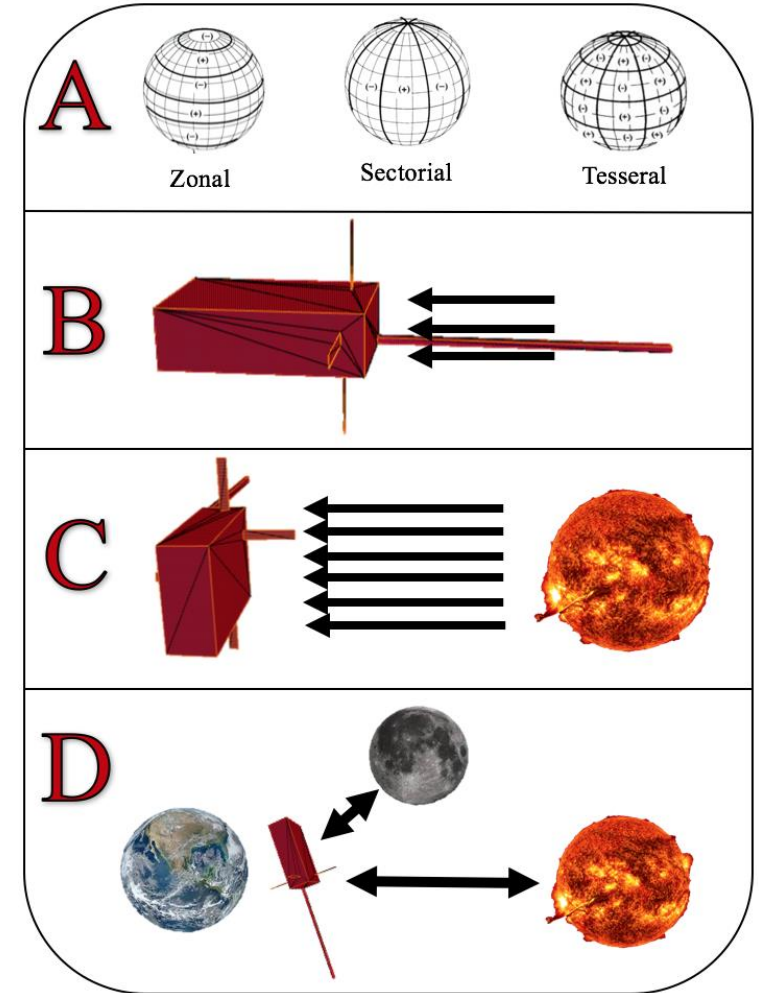 A
(-)
(+)
(-)
(+)
(-)
(-) (+) (-)
(-) (+) (-)
(+) (-) (+)
(-) (+) (-)
(+) (-) (+)
Zonal
Sectorial
Tesseral
B
C
D